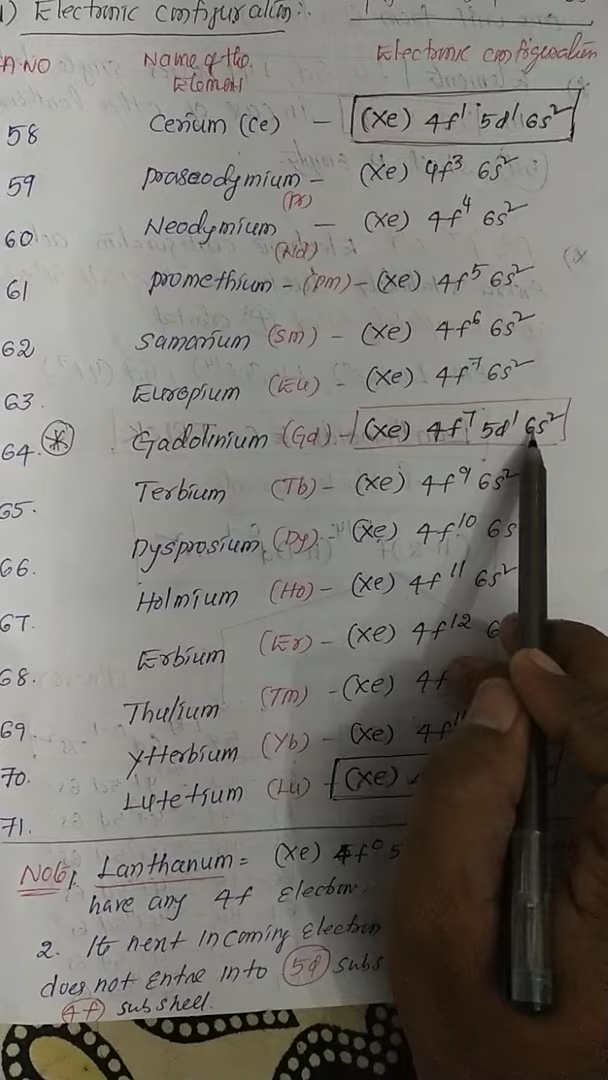 1) Electronic configuration:-
A.NO Name of the Element Electronic configuration
58 Cerium (Ce) - (Xe) 4f¹ 5d¹ 6s²
59 praseodymium - (Pr) (Xe) 4f³ 6s²
60 Neodymium (Nd) - (Xe) 4f⁴ 6s²
61 promethium - (Pm) - (Xe) 4f⁵ 6s²
62 Samarium (Sm) - (Xe) 4f⁶ 6s²
63. Europium (Eu) - (Xe) 4f⁷ 6s²
64. * Gadolinium (Gd) - (Xe) 4f⁷ 5d¹ 6s²
65. Terbium (Tb) - (Xe) 4f⁹ 6s²
66. Dysprosium (Dy) - (Xe) 4f¹⁰ 6s
67. Holmium (Ho) - (Xe) 4f¹¹ 6s²
68. Erbium (Er) - (Xe) 4f¹² 6
69. Thulium (Tm) - (Xe) 4f
70. Ytterbium (Yb) - (Xe) 4f
71. Lutetium (Lu) - (Xe)
Note 1, Lanthanum = (Xe) 4f⁰ 5
have any 4f electron.
2. Its next incoming electron
does not entre into (5d) subs
(4f) subshell.